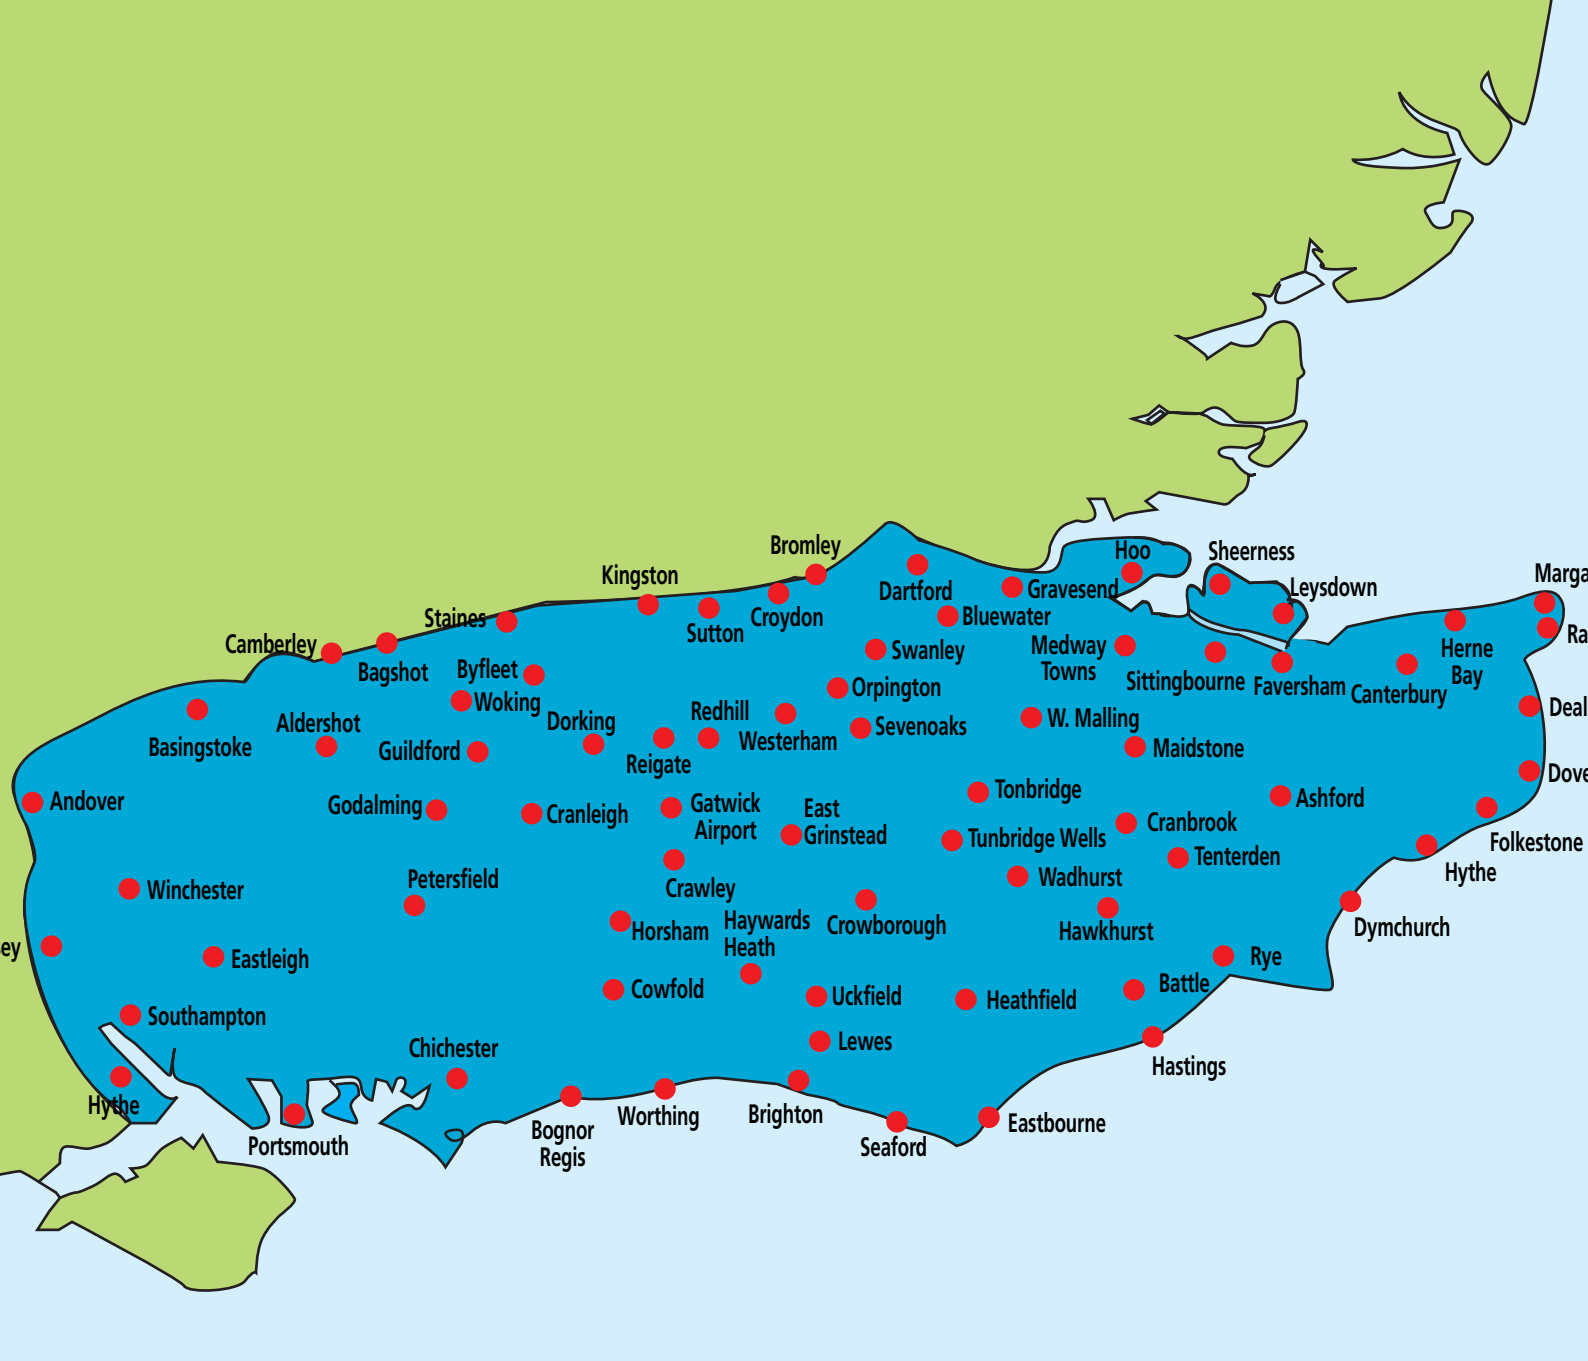 Bromley
Hoo
Sheerness
Kingston
Marga
Dartford
Gravesend
Leysdown
Staines
Sutton
Croydon
Bluewater
Ra
Camberley
Bagshot
Byfleet
Swanley
Medway
Towns
Herne
Bay
Woking
Orpington
Sittingbourne
Faversham
Canterbury
Aldershot
Dorking
Redhill
Sevenoaks
W. Malling
Deal
Basingstoke
Guildford
Reigate
Westerham
Maidstone
Dove
Andover
Godalming
Cranleigh
Gatwick
Airport
East
Grinstead
Tonbridge
Ashford
Tunbridge Wells
Cranbrook
Folkestone
Tenterden
Winchester
Petersfield
Crawley
Wadhurst
Hythe
Horsham
Haywards
Heath
Crowborough
Hawkhurst
Dymchurch
ey
Eastleigh
Rye
Cowfold
Uckfield
Heathfield
Battle
Southampton
Chichester
Lewes
Hastings
Hythe
Portsmouth
Bognor
Regis
Worthing
Brighton
Seaford
Eastbourne